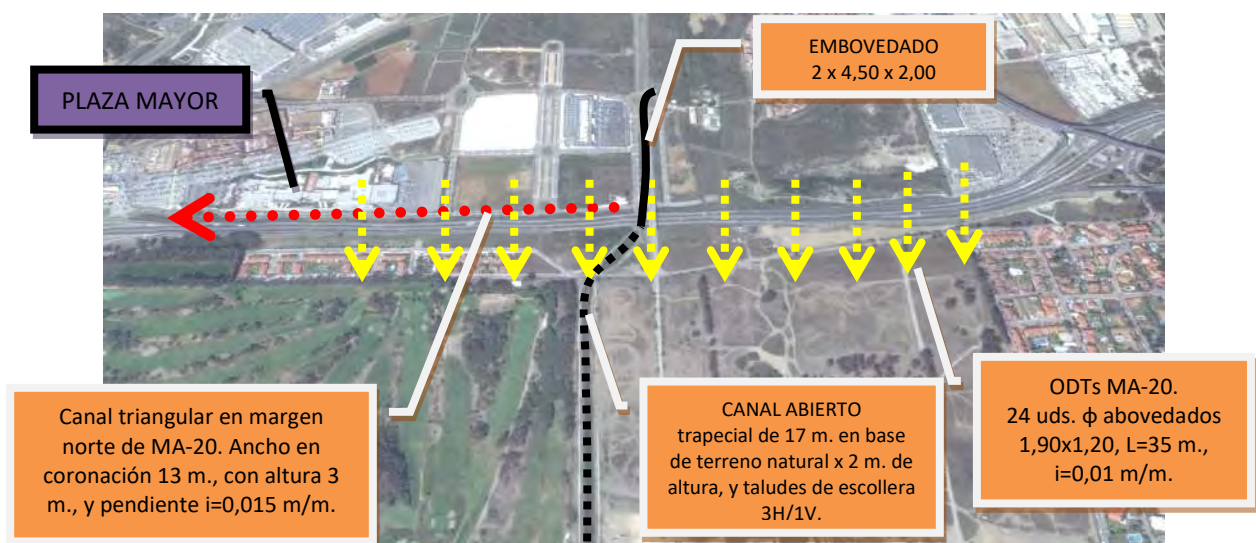 EMBOVEDADO
2 x 4,50 x 2,00
PLAZA MAYOR
Canal triangular en margen
norte de MA-20. Ancho en
coronación 13 m., con altura 3
m., y pendiente i=0,015 m/m.
CANAL ABIERTO
trapecial de 17 m. en base
de terreno natural x 2 m. de
altura, y taludes de escollera
3H/1V.
ODTs MA-20.
24 uds. ϕ abovedados
1,90x1,20, L=35 m.,
i=0,01 m/m.